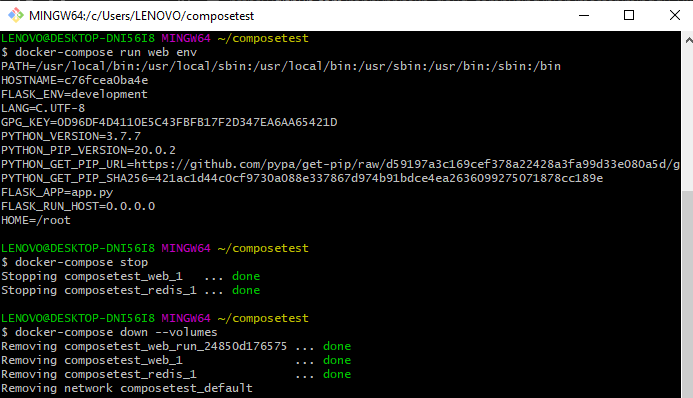 MINGW64:/c/Users/LENOVO/composetest
LENOVO@DESKTOP-DNI56I8 MINGW64 ~/composetest
$ docker-compose run web env
PATH=/usr/local/bin:/usr/local/sbin:/usr/local/bin:/usr/sbin:/usr/bin:/sbin:/bin
HOSTNAME=c76fcea0ba4e
FLASK_ENV=development
LANG=C.UTF-8
GPG_KEY=0D96DF4D4110E5C43FBFB17F2D347EA6AA65421D
PYTHON_VERSION=3.7.7
PYTHON_PIP_VERSION=20.0.2
PYTHON_GET_PIP_URL=https://github.com/pypa/get-pip/raw/d59197a3c169cef378a22428a3fa99d33e080a5d/g
PYTHON_GET_PIP_SHA256=421ac1d44c0cf9730a088e337867d974b91bdce4ea2636099275071878cc189e
FLASK_APP=app.py
FLASK_RUN_HOST=0.0.0.0
HOME=/root
LENOVO@DESKTOP-DNI56I8 MINGW64 ~/composetest
$ docker-compose stop
Stopping composetest_web_1   ... done
Stopping composetest_redis_1 ... done
LENOVO@DESKTOP-DNI56I8 MINGW64 ~/composetest
$ docker-compose down --volumes
Removing composetest_web_run_24850d176575 ... done
Removing composetest_web_1                ... done
Removing composetest_redis_1              ... done
Removing network composetest_default